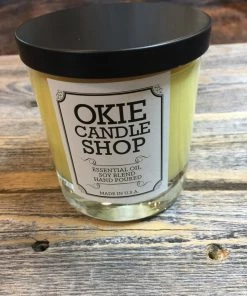 OKIE
CANDLE
SHOP
ESSENTIAL OIL
SOY BLEND
HAND POURED
MADE IN U.S.A.